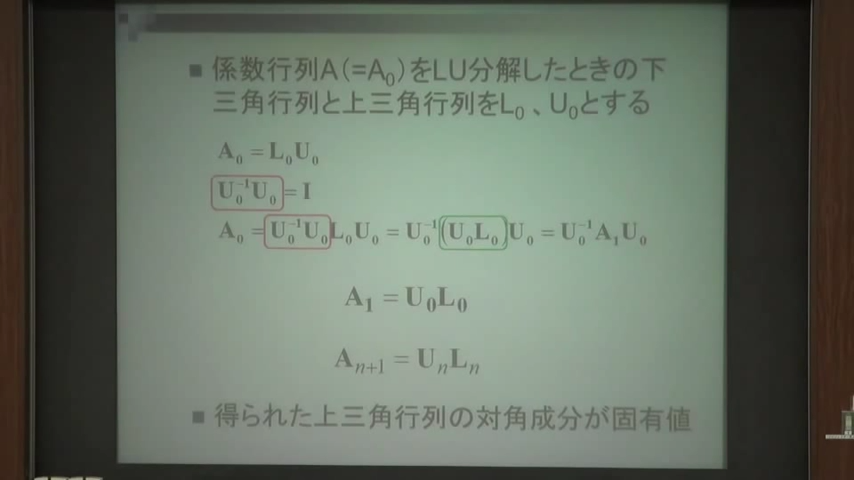 ■ 係数行列A(=A₀)をLU分解したときの下
三角行列と上三角行列をL₀、U₀とする
A₀ = L₀U₀
U₀⁻¹U₀ = I
A₀ = U₀⁻¹U₀L₀U₀ = U₀⁻¹(U₀L₀)U₀ = U₀⁻¹A₁U₀
A₁ = U₀L₀
Aₙ₊₁ = UₙLₙ
■ 得られた上三角行列の対角成分が固有値